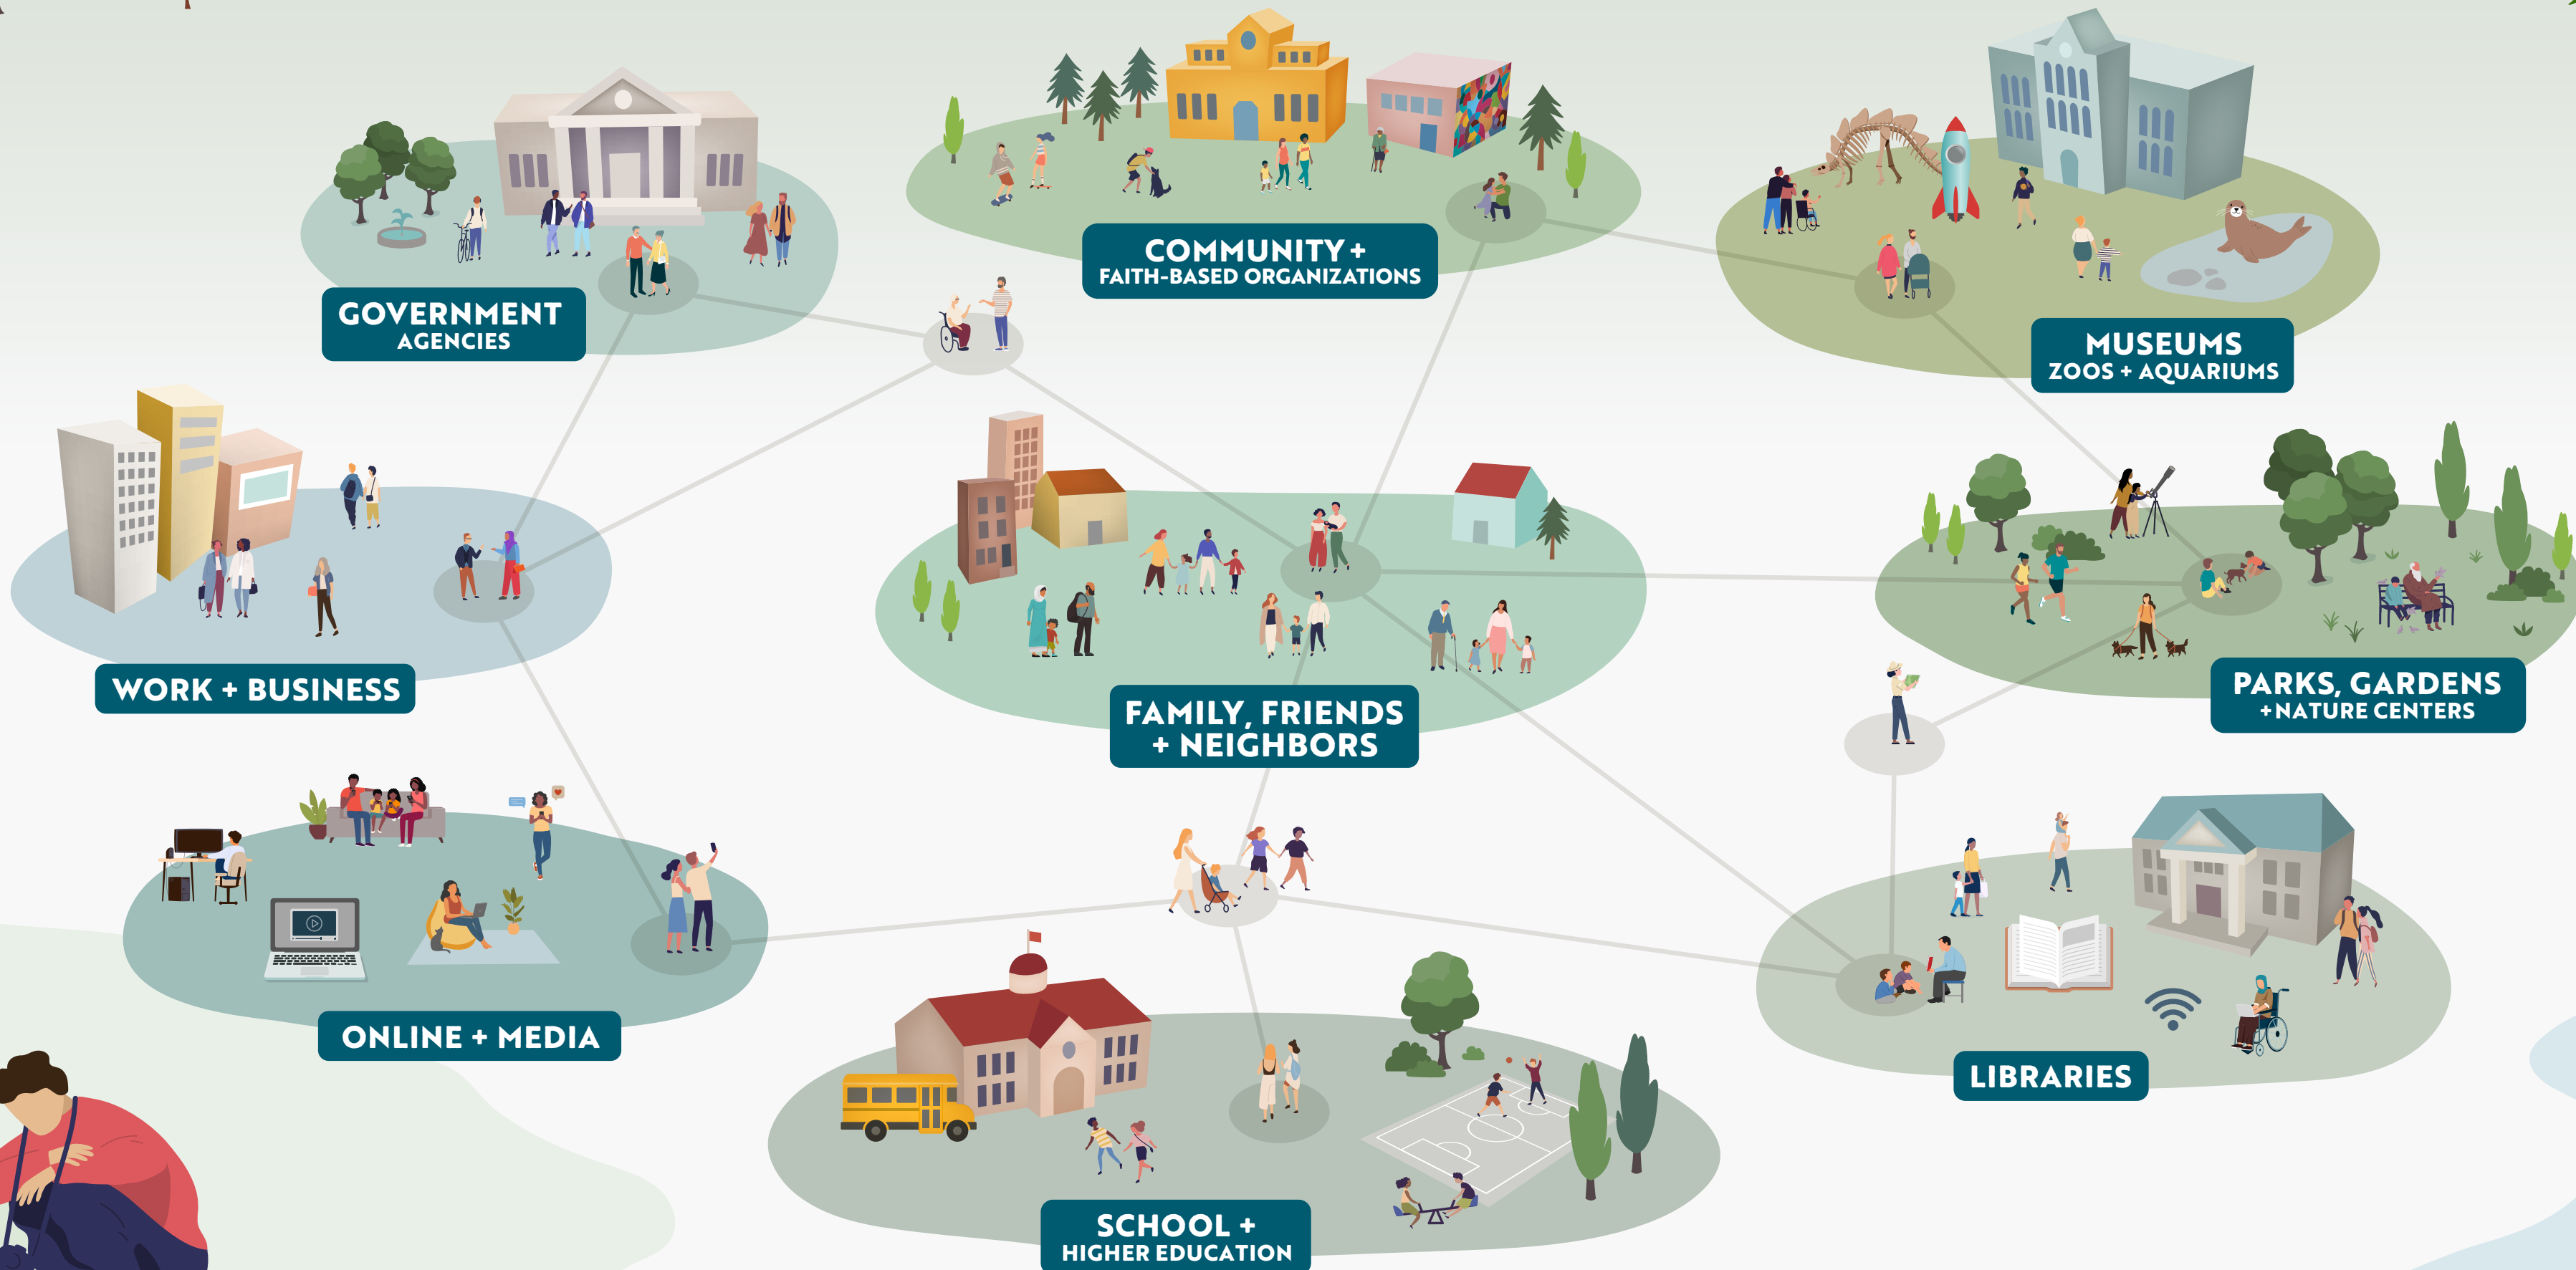 COMMUNITY +
FAITH-BASED ORGANIZATIONS
GOVERNMENT
AGENCIES
MUSEUMS
ZOOS + AQUARIUMS
WORK + BUSINESS
FAMILY, FRIENDS
+ NEIGHBORS
PARKS, GARDENS
+ NATURE CENTERS
ONLINE + MEDIA
LIBRARIES
SCHOOL +
HIGHER EDUCATION